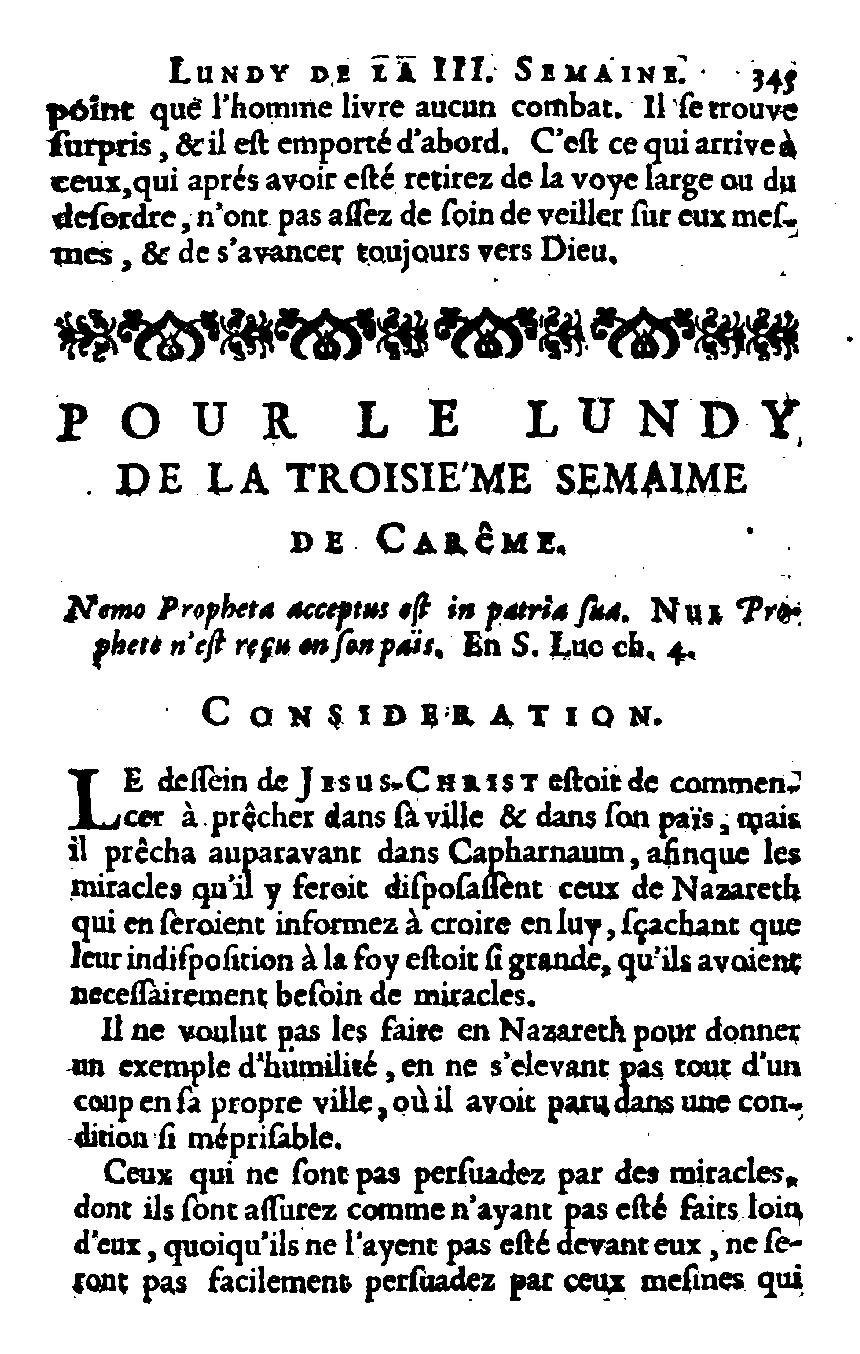 LUNDY DE LA III. SEMAINE. 345
point que l'homme livre aucun combat. Il ſe trouve
ſurpris, & il eſt emporté d'abord. C'eſt ce qui arrive à
ceux, qui aprés avoir eſté retirez de la voye large ou du
deſordre, n'ont pas aſſez de ſoin de veiller ſur eux meſ-
mes, & de s'avancer toujours vers Dieu.
POUR LE LUNDY
DE LA TROISIE'ME SEMAIME
DE CARêME.
Nemo Propheta acceptus eſt in patria ſua. NUL Pro-
phete n'eſt reçu en ſon païs. En S. Luc ch. 4.
CONSIDERATION.
LE deſſein de JESUS-CHRIST eſtoit de commen-
cer à prêcher dans ſa ville & dans ſon païs, mais
il prêcha auparavant dans Capharnaum, afinque les
miracles qu'il y feroit diſpoſaſſent ceux de Nazareth
qui en ſeroient informez à croire en luy, ſçachant que
leur indiſpoſition à la foy eſtoit ſi grande, qu'ils avoient
neceſſairement beſoin de miracles.
Il ne voulut pas les faire en Nazareth pour donner
un exemple d'humilité, en ne s'elevant pas tout d'un
coup en ſa propre ville, où il avoit paru dans une con-
dition ſi mépriſable.
Ceux qui ne ſont pas perſuadez par des miracles,
dont ils ſont aſſurez comme n'ayant pas eſté faits loin
d'eux, quoiqu'ils ne l'ayent pas eſté devant eux, ne ſe-
ront pas facilement perſuadez par ceux meſmes qui